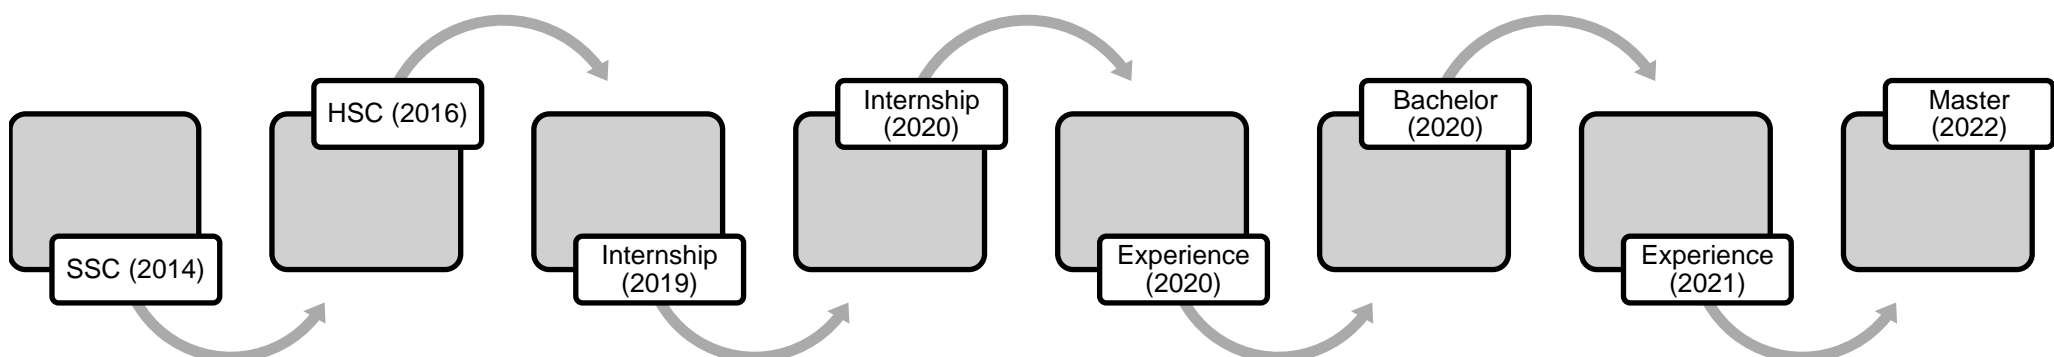 SSC (2014)
HSC (2016)
Internship
(2019)
Internship
(2020)
Experience
(2020)
Bachelor
(2020)
Experience
(2021)
Master
(2022)